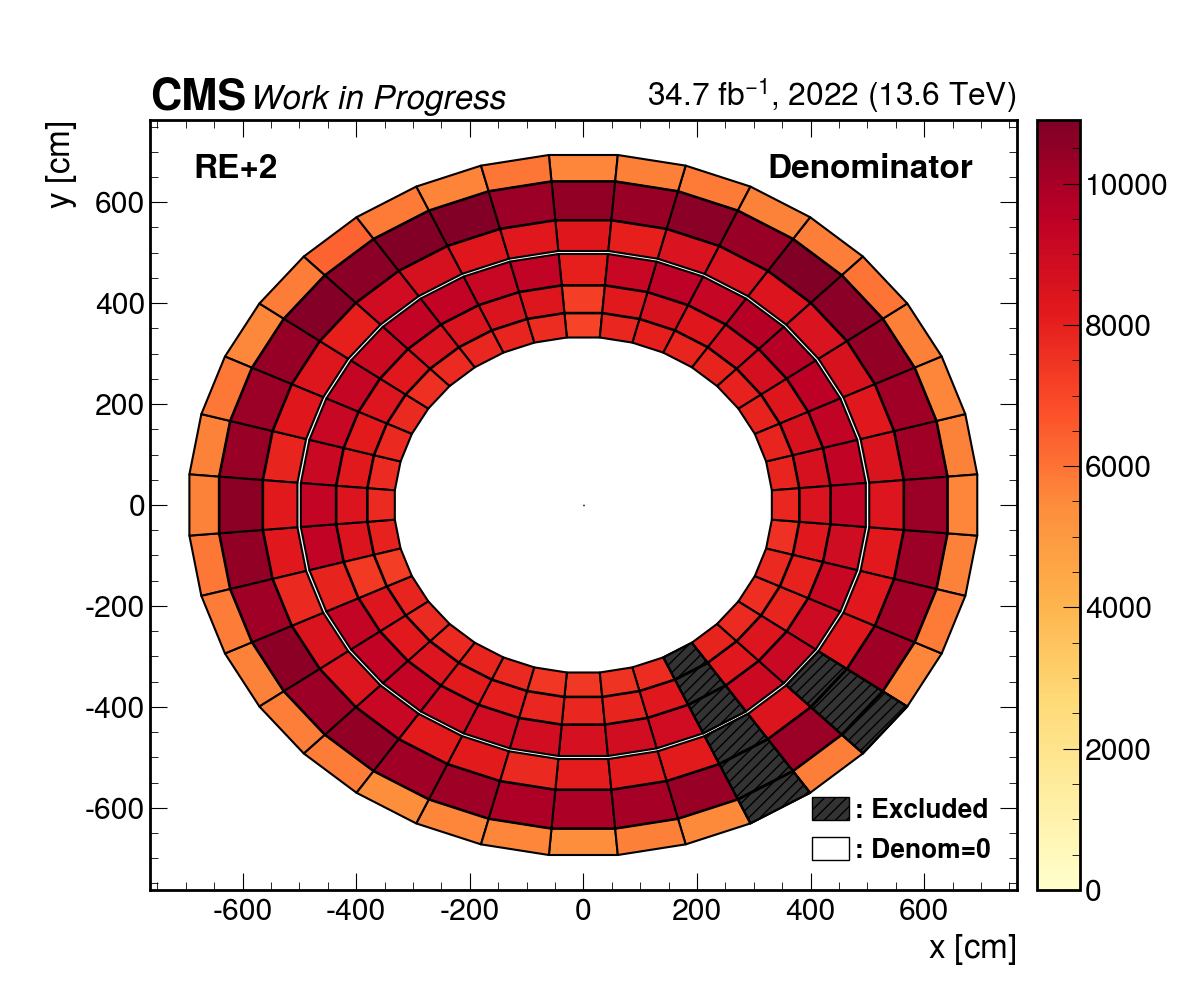 CMS Work in Progress
34.7 fb⁻¹, 2022 (13.6 TeV)
y [cm]
RE+2
Denominator
600
400
200
0
-200
-400
-600
10000
8000
6000
4000
2000
0
: Excluded
: Denom=0
-600 -400 -200 0 200 400 600
x [cm]